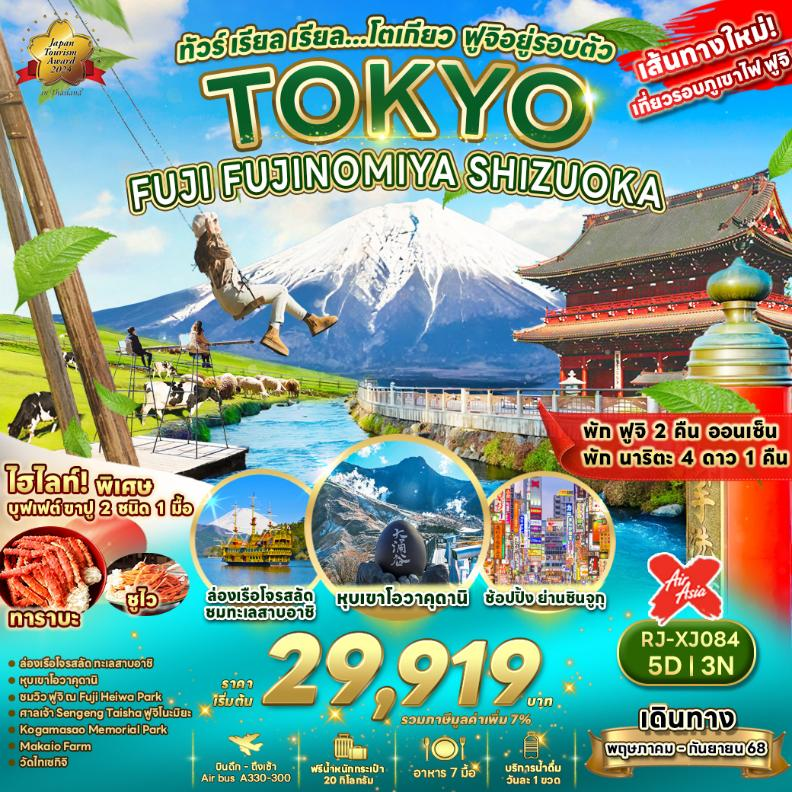 Japan
Tourism
Award
2024
in Thailand
ทัวร์ เรียล เรียล...โตเกียว ฟูจิอยู่รอบตัว
เส้นทางใหม่!
เที่ยวรอบภูเขาไฟ ฟูจิ
TOKYO
FUJI FUJINOMIYA SHIZUOKA
พัก ฟูจิ 2 คืน ออนเซ็น
พัก นาริตะ 4 ดาว 1 คืน
ไฮไลท์! พิเศษ
บุฟเฟต์ ขาปู 2 ชนิด 1 มื้อ
ทาราบะ
ซูไว
大涌谷
ล่องเรือโจรสลัด
ชมทะเลสาบอาชิ
หุบเขาโอวาคุดานิ
ช้อปปิ้ง ย่านชินจูกุ
Air
Asia
X
RJ-XJ084
5D | 3N
ราคา
เริ่มต้น
29,919
บาท
รวมภาษีมูลค่าเพิ่ม 7%
• ล่องเรือโจรสลัด ทะเลสาบอาชิ
• หุบเขาโอวาคุดานิ
• ชมวิว ฟูจิ ณ Fuji Heiwa Park
• ศาลเจ้า Sengeng Taisha ฟูจิโนะมิยะ
• Kogamasao Memorial Park
• Makaio Farm
• วัดไทเซกิจิ
เดินทาง
พฤษภาคม - กันยายน 68
บินดึก - ถึงเช้า
Air bus A330-300
ฟรีน้ำหนักกระเป๋า
20 กิโลกรัม
อาหาร 7 มื้อ
บริการน้ำดื่ม
วันละ 1 ขวด